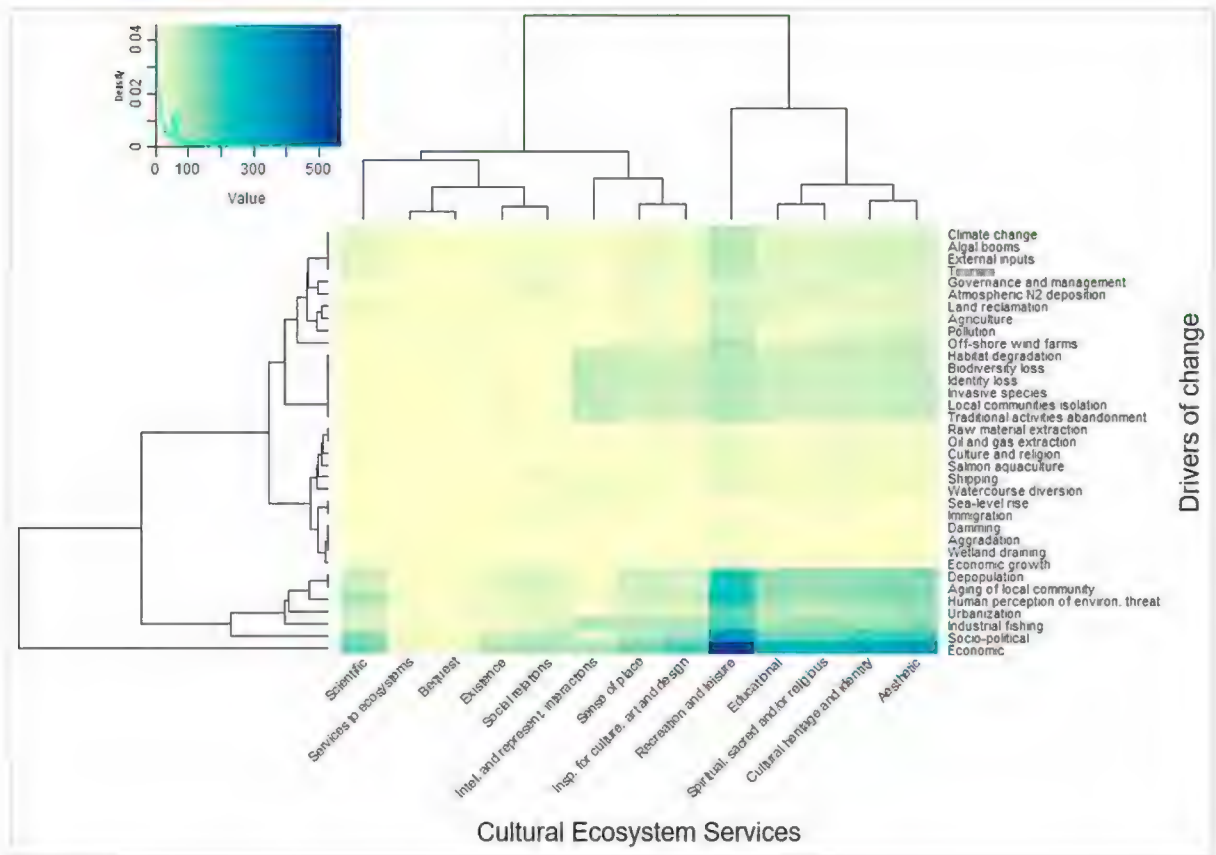 0.04
0.02
0
Density
0 100 300 500
Value
Climate change
Algal booms
External inputs
Tourism
Governance and management
Atmospheric N2 deposition
Land reclamation
Agriculture
Pollution
Off-shore wind farms
Habitat degradation
Biodiversity loss
Identity loss
Invasive species
Local communities isolation
Traditional activities abandonment
Raw material extraction
Oil and gas extraction
Culture and religion
Salmon aquaculture
Shipping
Watercourse diversion
Sea-level rise
Immigration
Damming
Aggradation
Wetland draining
Economic growth
Depopulation
Aging of local community
Human perception of environ. threat
Urbanization
Industrial fishing
Socio-political
Economic
Drivers of change
Scientific
Services to ecosystems
Bequest
Existence
Social relations
Intel. and represent. interactions
Sense of place
Insp. for culture, art and design
Recreation and leisure
Educational
Spiritual, sacred and/or religious
Cultural heritage and identity
Aesthetic
Cultural Ecosystem Services